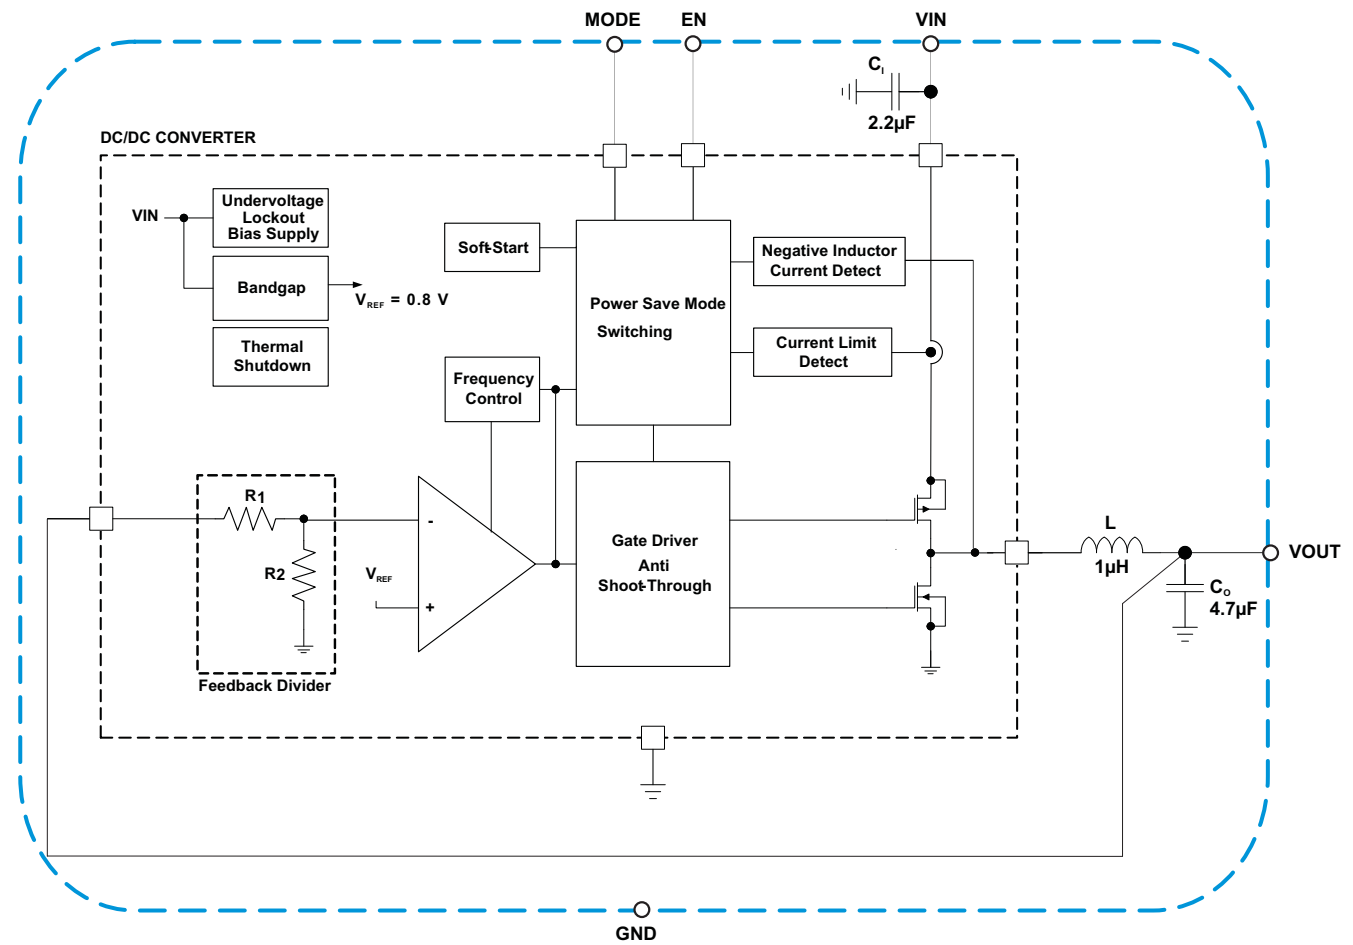 MODE
EN
VIN
CI
2.2µF
DC/DC CONVERTER
VIN
Undervoltage
Lockout
Bias Supply
Bandgap
VREF = 0.8 V
Thermal
Shutdown
Soft-Start
Power Save Mode
Switching
Negative Inductor
Current Detect
Current Limit
Detect
Frequency
Control
R1
R2
Feedback Divider
VREF
-
+
Gate Driver
Anti
Shoot-Through
L
1µH
VOUT
CO
4.7µF
GND